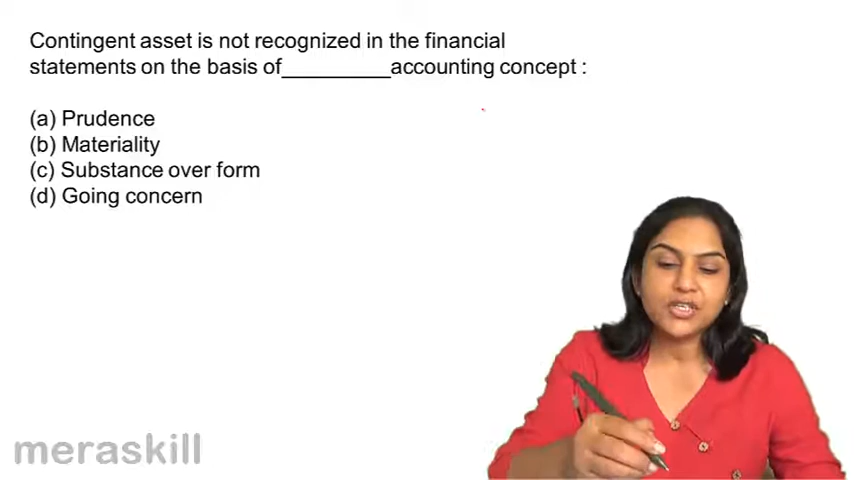 Contingent asset is not recognized in the financial
statements on the basis of_________accounting concept :
(a) Prudence
(b) Materiality
(c) Substance over form
(d) Going concern
meraskill